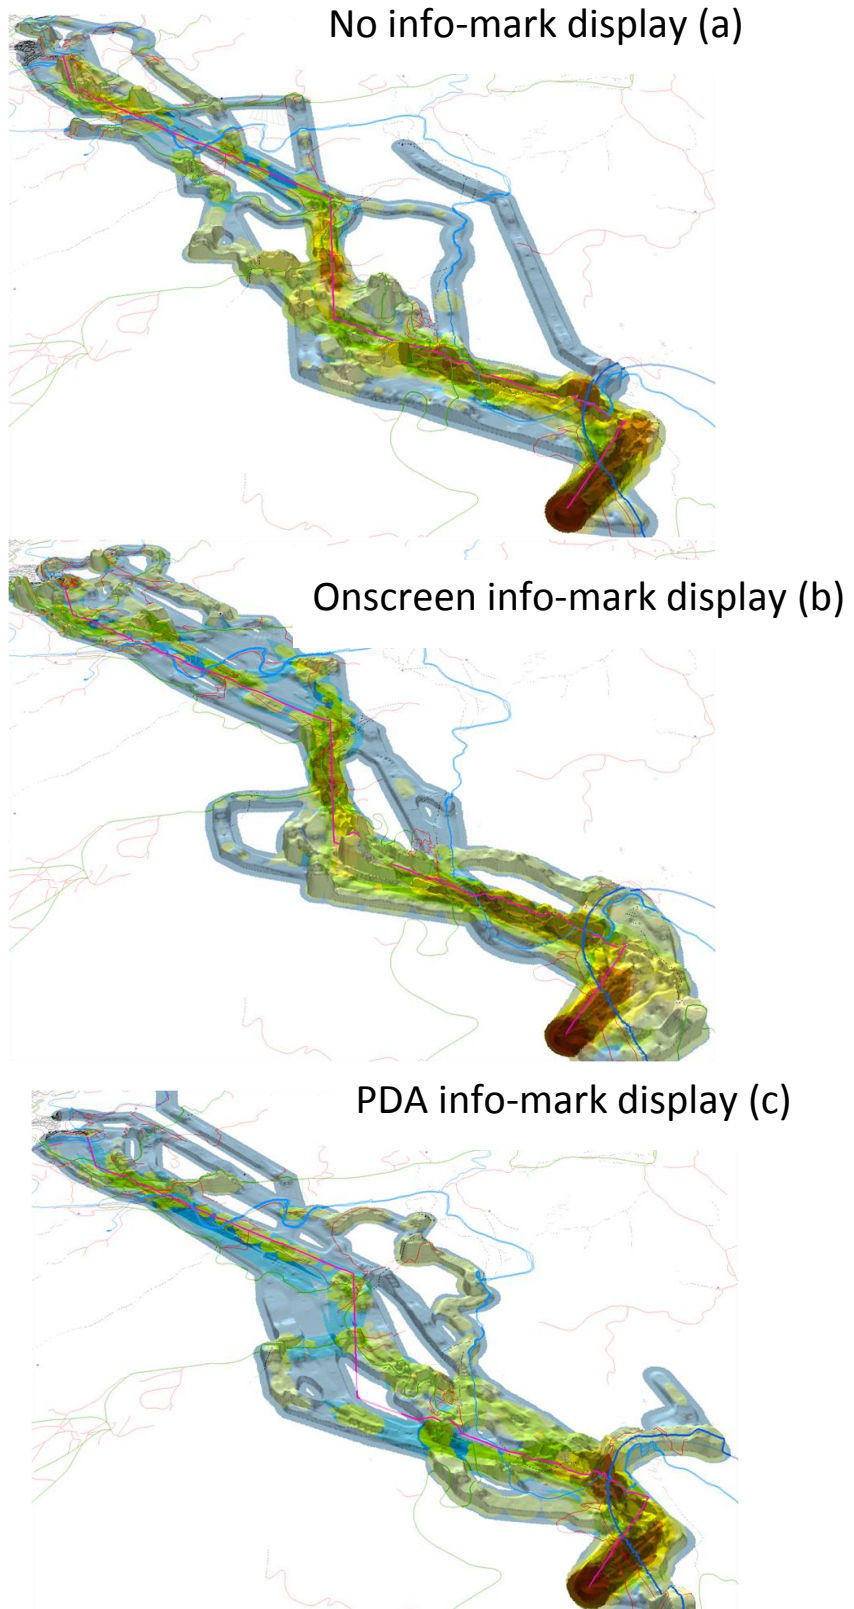 No info-mark display (a)
Onscreen info-mark display (b)
PDA info-mark display (c)